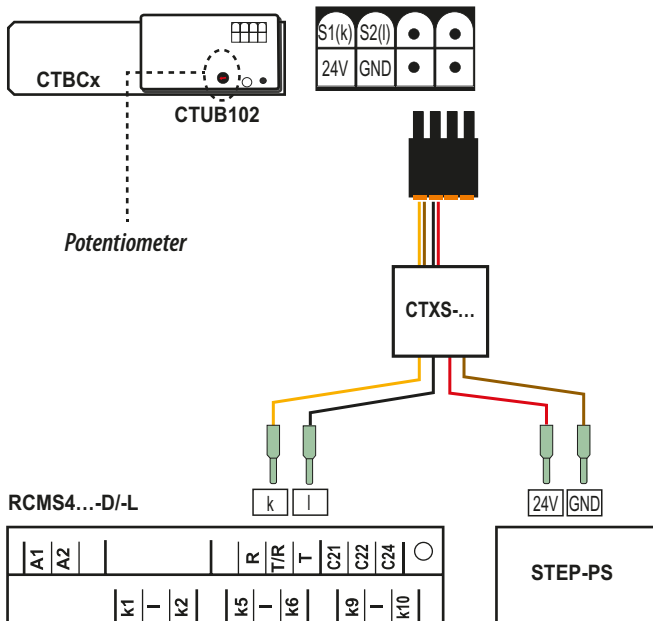 S1(k) S2(l)
24V GND
CTBCx
CTUB102
Potentiometer
CTXS-...
RCMS4...-D/-L
k l
24V GND
A1 A2 R T/R T C21 C22 C24
STEP-PS
k1 l k2 k5 l k6 k9 l k10